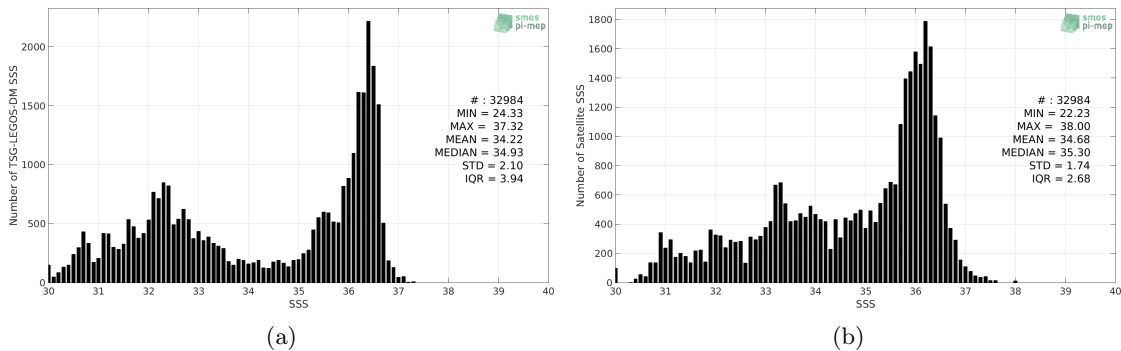 smos
pi-mep
Number of TSG-LEGOS-DM SSS
2000
1500
1000
500
0
# : 32984
MIN = 24.33
MAX = 37.32
MEAN = 34.22
MEDIAN = 34.93
STD = 2.10
IQR = 3.94
30 31 32 33 34 35 36 37 38 39 40
SSS
(a)
smos
pi-mep
Number of Satellite SSS
1800
1600
1400
1200
1000
800
600
400
200
0
# : 32984
MIN = 22.23
MAX = 38.00
MEAN = 34.68
MEDIAN = 35.30
STD = 1.74
IQR = 2.68
30 31 32 33 34 35 36 37 38 39 40
SSS
(b)